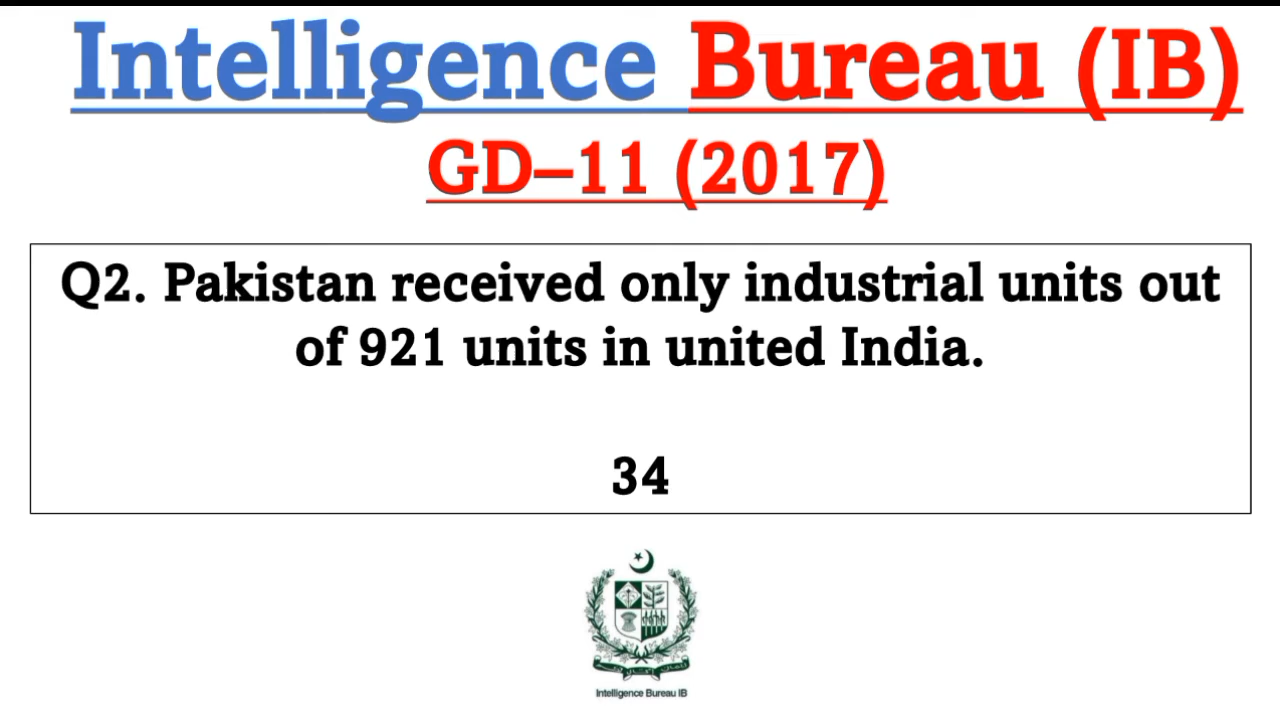 Intelligence Bureau (IB)
GD–11 (2017)
Q2. Pakistan received only industrial units out
of 921 units in united India.
34
Intelligence Bureau IB